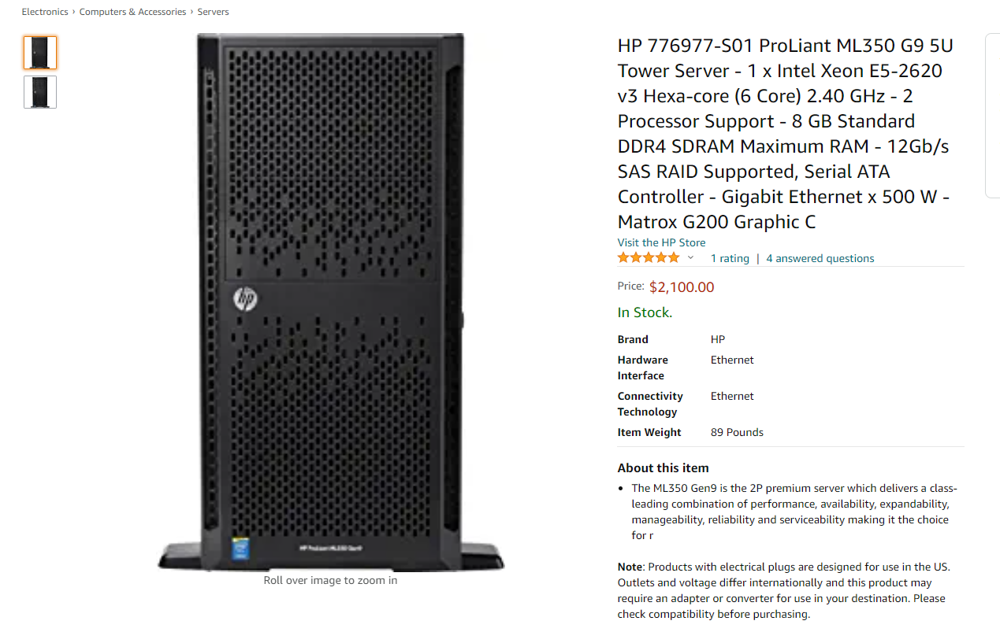 Electronics › Computers & Accessories › Servers
HP 776977-S01 ProLiant ML350 G9 5U
Tower Server - 1 x Intel Xeon E5-2620
v3 Hexa-core (6 Core) 2.40 GHz - 2
Processor Support - 8 GB Standard
DDR4 SDRAM Maximum RAM - 12Gb/s
SAS RAID Supported, Serial ATA
Controller - Gigabit Ethernet x 500 W -
Matrox G200 Graphic C
Visit the HP Store
1 rating | 4 answered questions
Price: $2,100.00
In Stock.
Brand HP
Hardware Ethernet
Interface
Connectivity Ethernet
Technology
Item Weight 89 Pounds
About this item
• The ML350 Gen9 is the 2P premium server which delivers a class-
leading combination of performance, availability, expandability,
manageability, reliability and serviceability making it the choice
for r
Note: Products with electrical plugs are designed for use in the US.
Outlets and voltage differ internationally and this product may
require an adapter or converter for use in your destination. Please
check compatibility before purchasing.
hp
HP ProLiant ML350 Gen9
Roll over image to zoom in